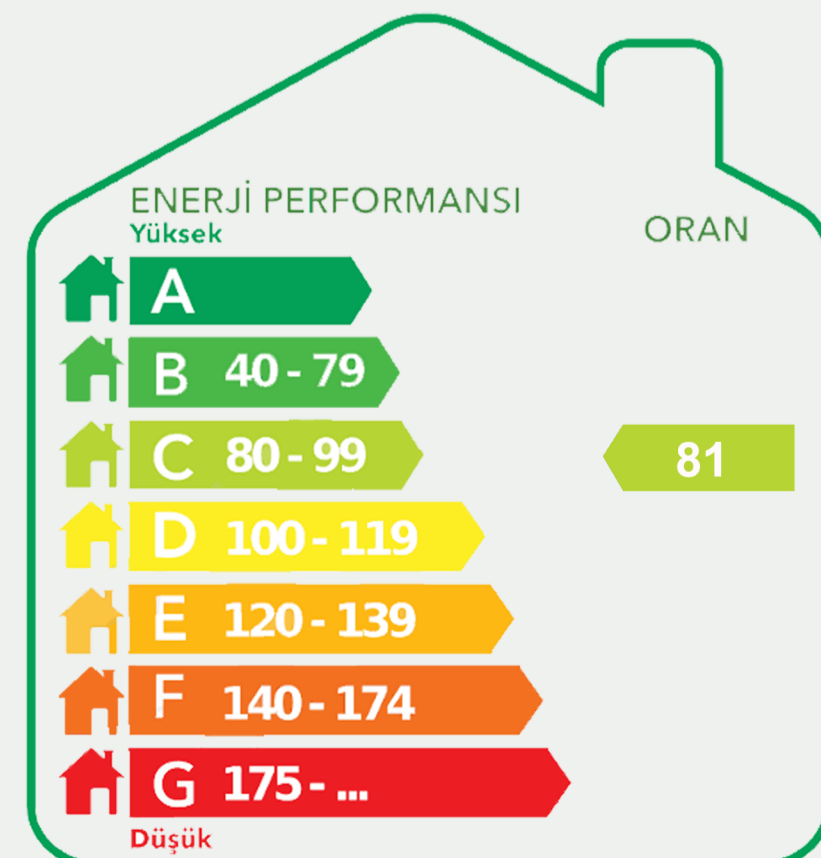 ENERJİ PERFORMANSI
Yüksek
ORAN
A
B 40 - 79
C 80 - 99
81
D 100 - 119
E 120 - 139
F 140 - 174
G 175 - ...
Düşük